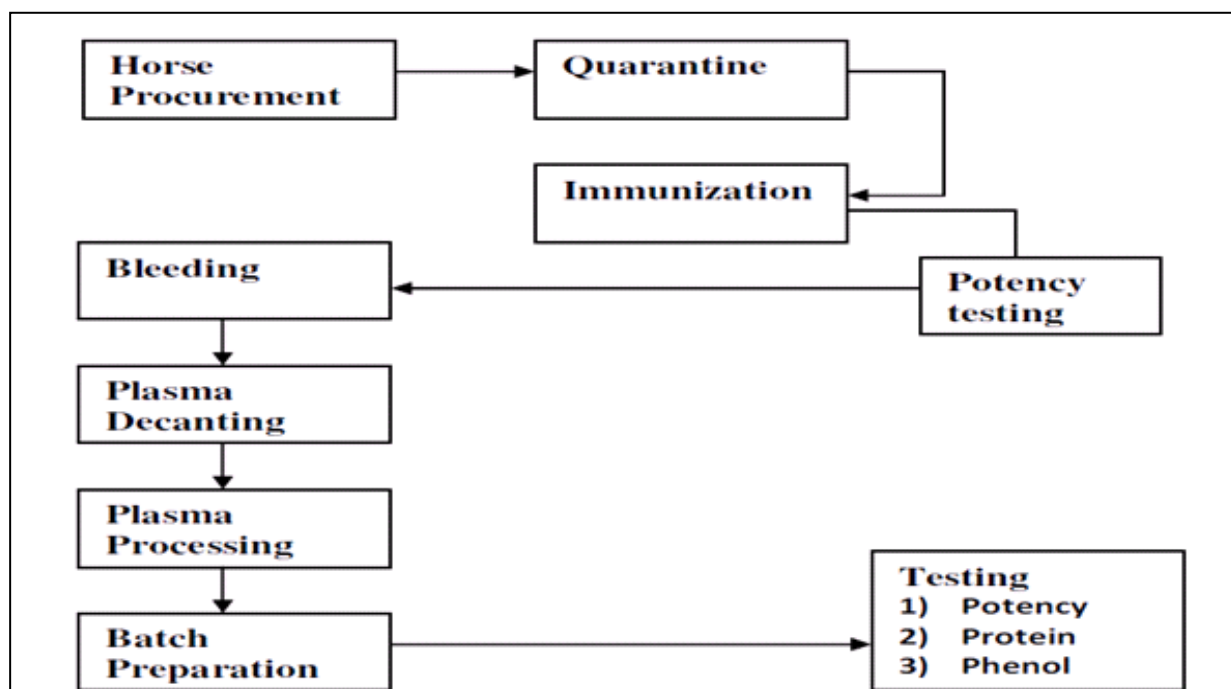 Horse
Procurement
Quarantine
Immunization
Potency
testing
Bleeding
Plasma
Decanting
Plasma
Processing
Batch
Preparation
Testing
1) Potency
2) Protein
3) Phenol